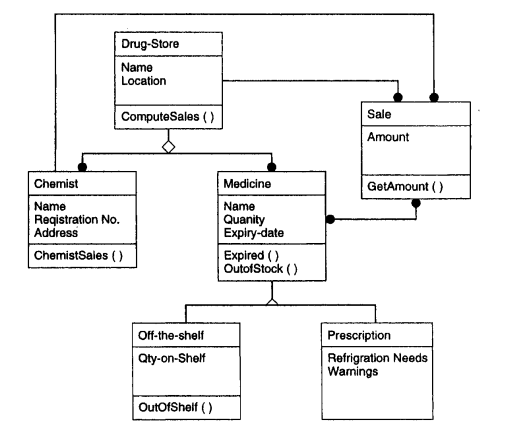 Drug-Store
Name
Location
ComputeSales ( )
Sale
Amount
GetAmount ( )
Chemist
Name
Reqistration No.
Address
ChemistSales ( )
Medicine
Name
Quanity
Expiry-date
Expired ( )
OutofStock ( )
Off-the-shelf
Qty-on-Shelf
OutOfShelf ( )
Prescription
Refrigration Needs
Warnings